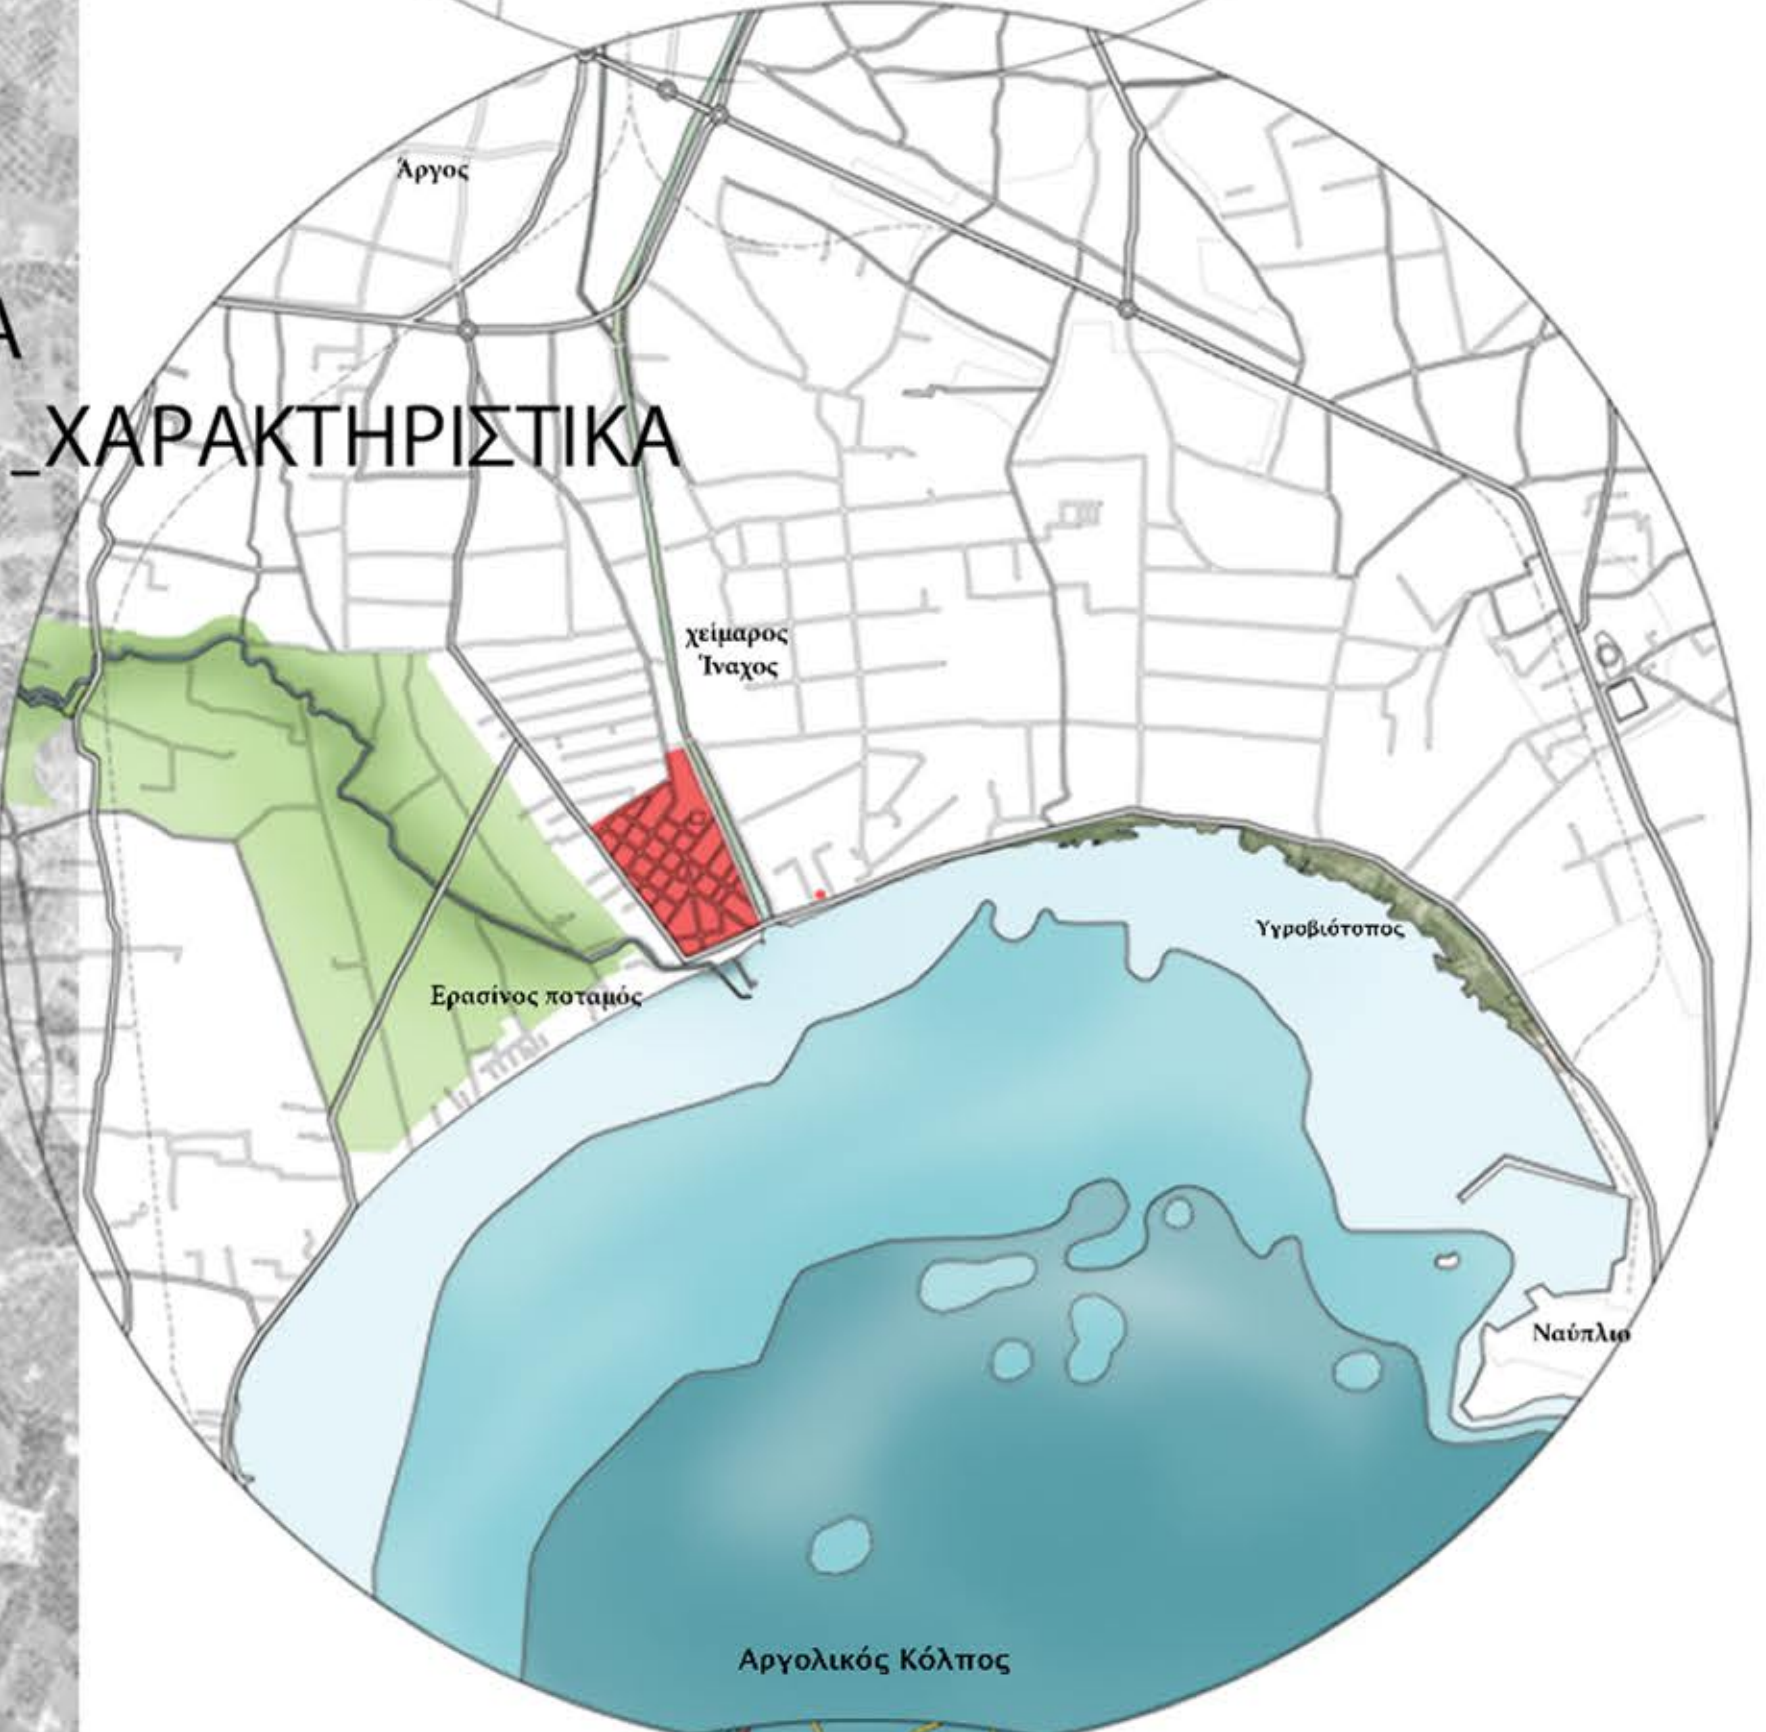 Α
_ΧΑΡΑΚΤΗΡΙΣΤΙΚΑ
Άργος
χείμαρος
Ίναχος
Υγροβιότοπος
Ερασίνος ποταμός
Ναύπλιο
Αργολικός Κόλπος